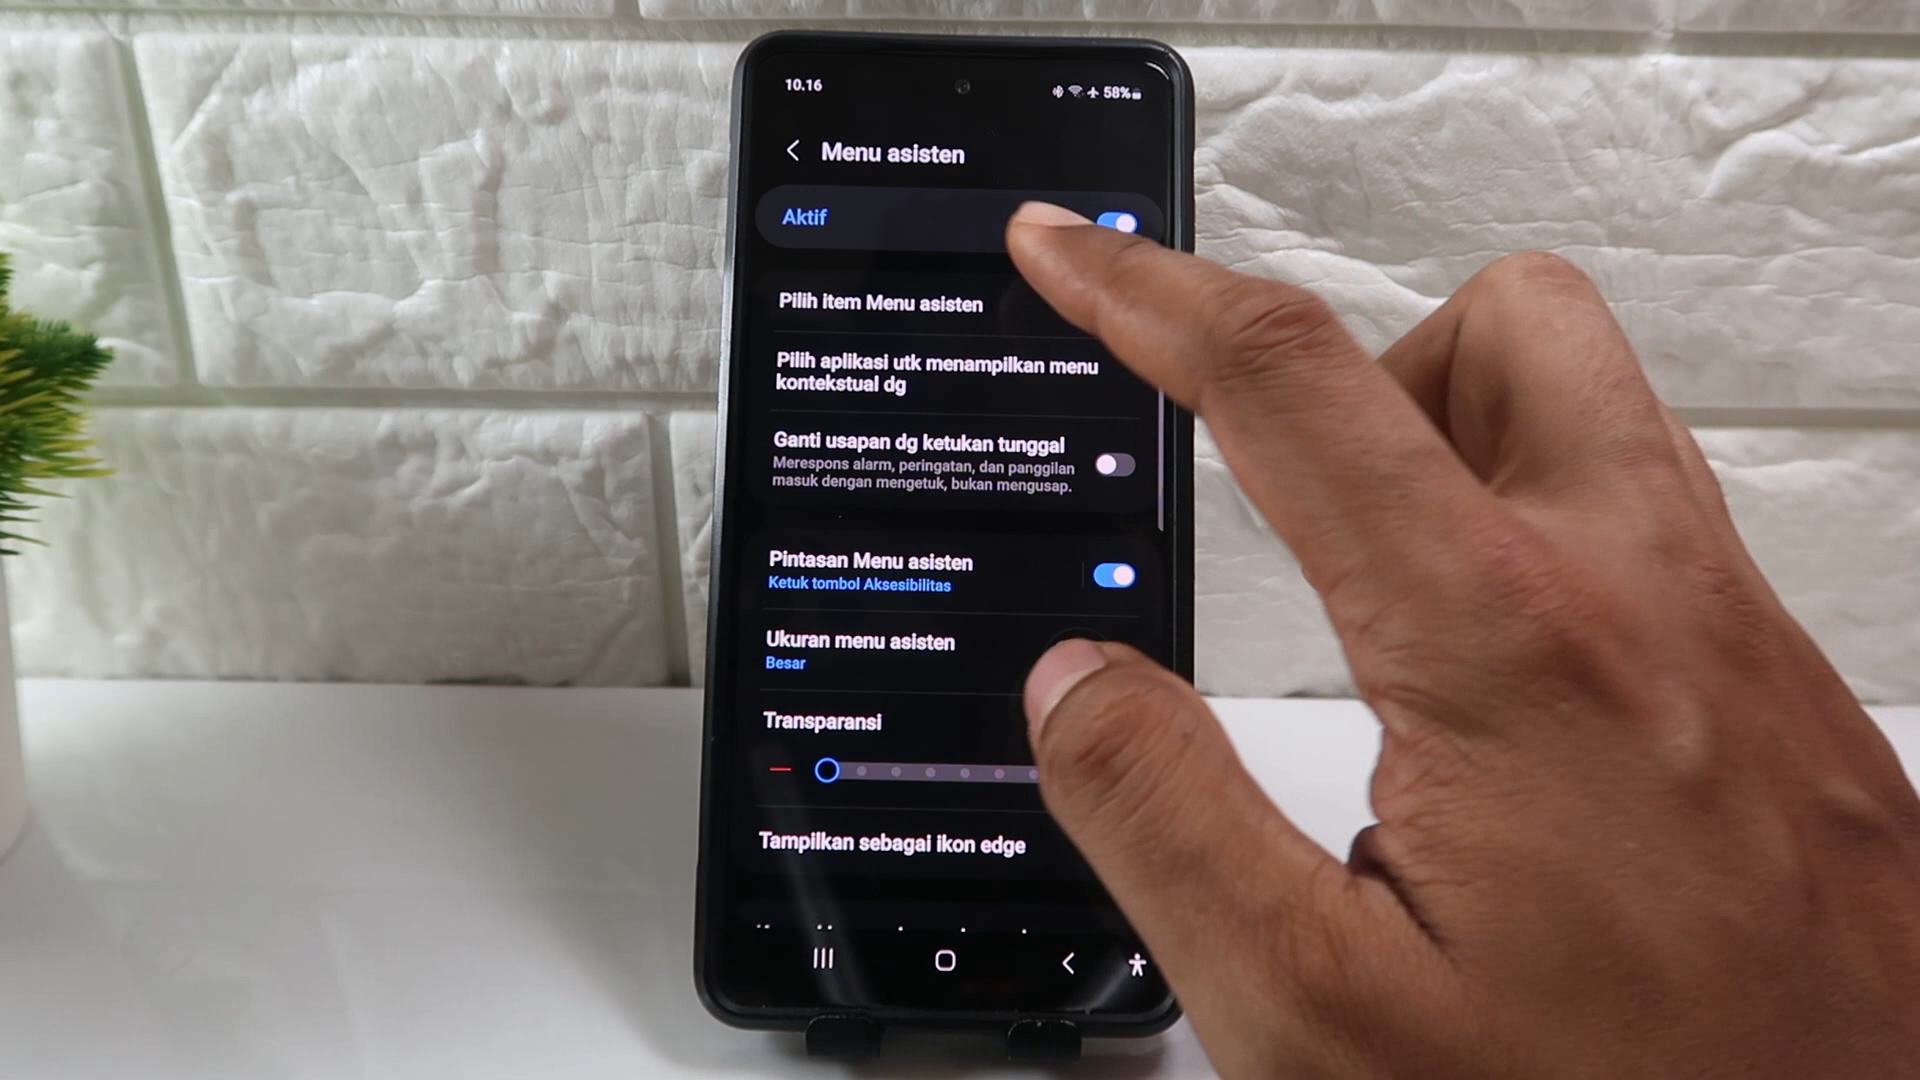 10.16
58%
Menu asisten
Aktif
Pilih item Menu asisten
Pilih aplikasi utk menampilkan menu
kontekstual dg
Ganti usapan dg ketukan tunggal
Merespons alarm, peringatan, dan panggilan
masuk dengan mengetuk, bukan mengusap.
Pintasan Menu asisten
Ketuk tombol Aksesibilitas
Ukuran menu asisten
Besar
Transparansi
Tampilkan sebagai ikon edge